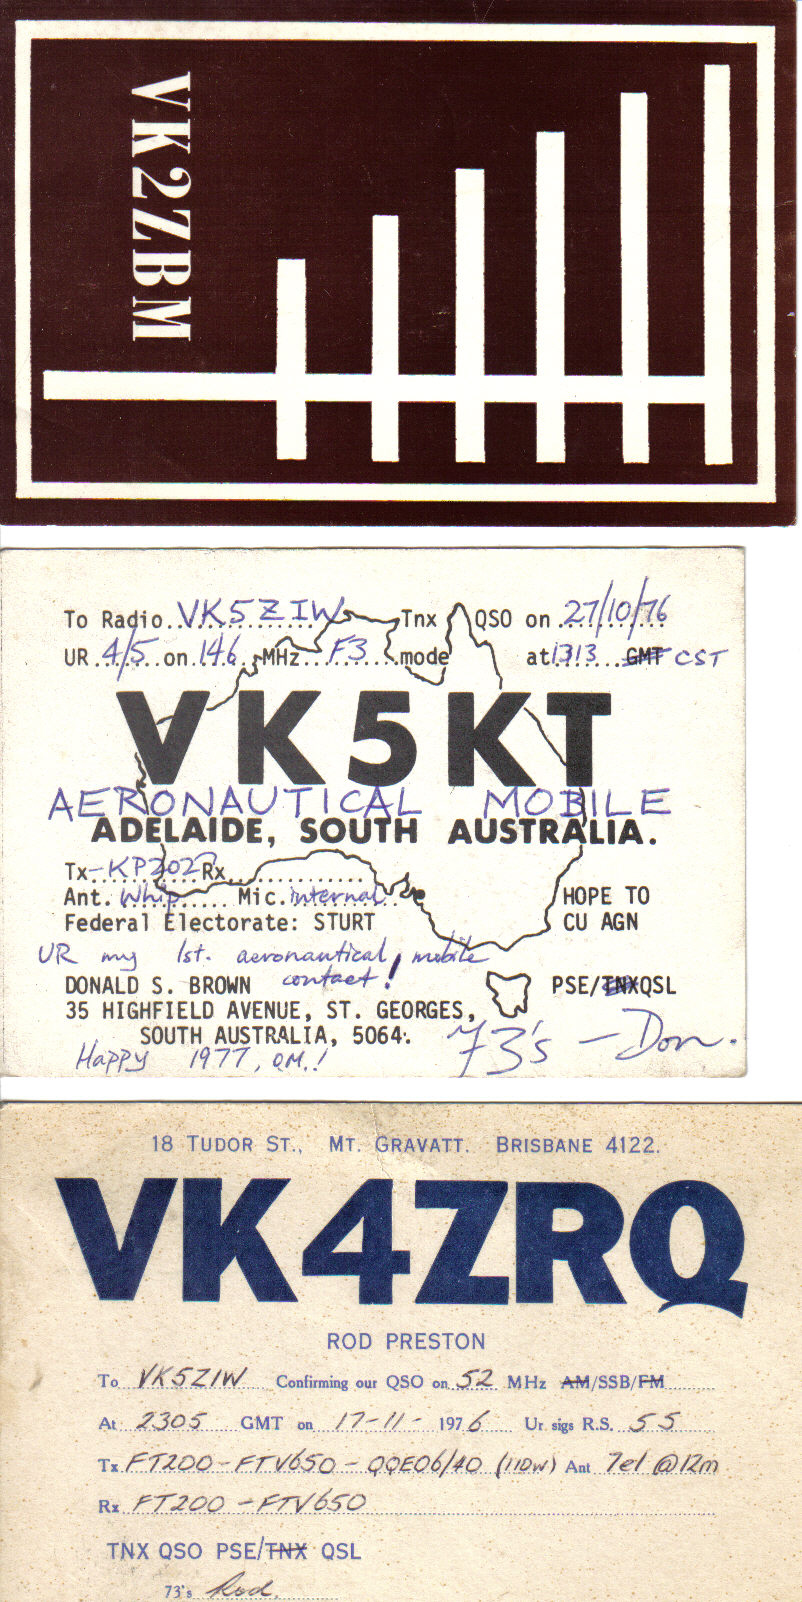 VK2ZBM
To Radio VK5ZIW Tnx QSO on 27/10/76
UR 4/5 on 146 MHz F3 mode at 1313 GMT CST
VK5KT
AERONAUTICAL MOBILE
ADELAIDE, SOUTH AUSTRALIA.
Tx-KP202 Rx
Ant. Whip Mic. internal HOPE TO
Federal Electorate: STURT CU AGN
UR my 1st. aeronautical mobile
contact!
DONALD S. BROWN PSE/TNX QSL
35 HIGHFIELD AVENUE, ST. GEORGES,
SOUTH AUSTRALIA, 5064.
Happy 1977, OM.!
73's - Don.
18 TUDOR ST., MT. GRAVATT. BRISBANE 4122.
VK4ZRQ
ROD PRESTON
To VK5ZIW Confirming our QSO on 52 MHz AM/SSB/FM
At 2305 GMT on 17-11- 1976 Ur sigs R.S. 55
Tx FT200-FTV650-QQE06/40 (110W) Ant 7el @12m
Rx FT200-FTV650
TNX QSO PSE/TNX QSL
73's Rod.